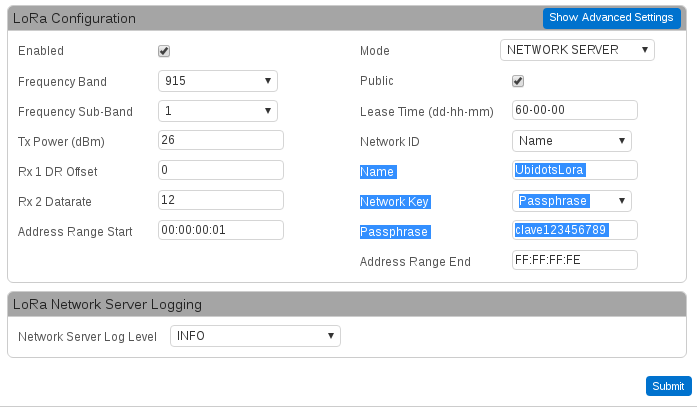 LoRa Configuration Show Advanced Settings
Enabled Mode NETWORK SERVER
Frequency Band 915 Public
Frequency Sub-Band 1 Lease Time (dd-hh-mm) 60-00-00
Tx Power (dBm) 26 Network ID Name
Rx 1 DR Offset 0 Name UbidotsLora
Rx 2 Datarate 12 Network Key Passphrase
Address Range Start 00:00:00:01 Passphrase clave123456789
Address Range End FF:FF:FF:FE
LoRa Network Server Logging
Network Server Log Level INFO
Submit